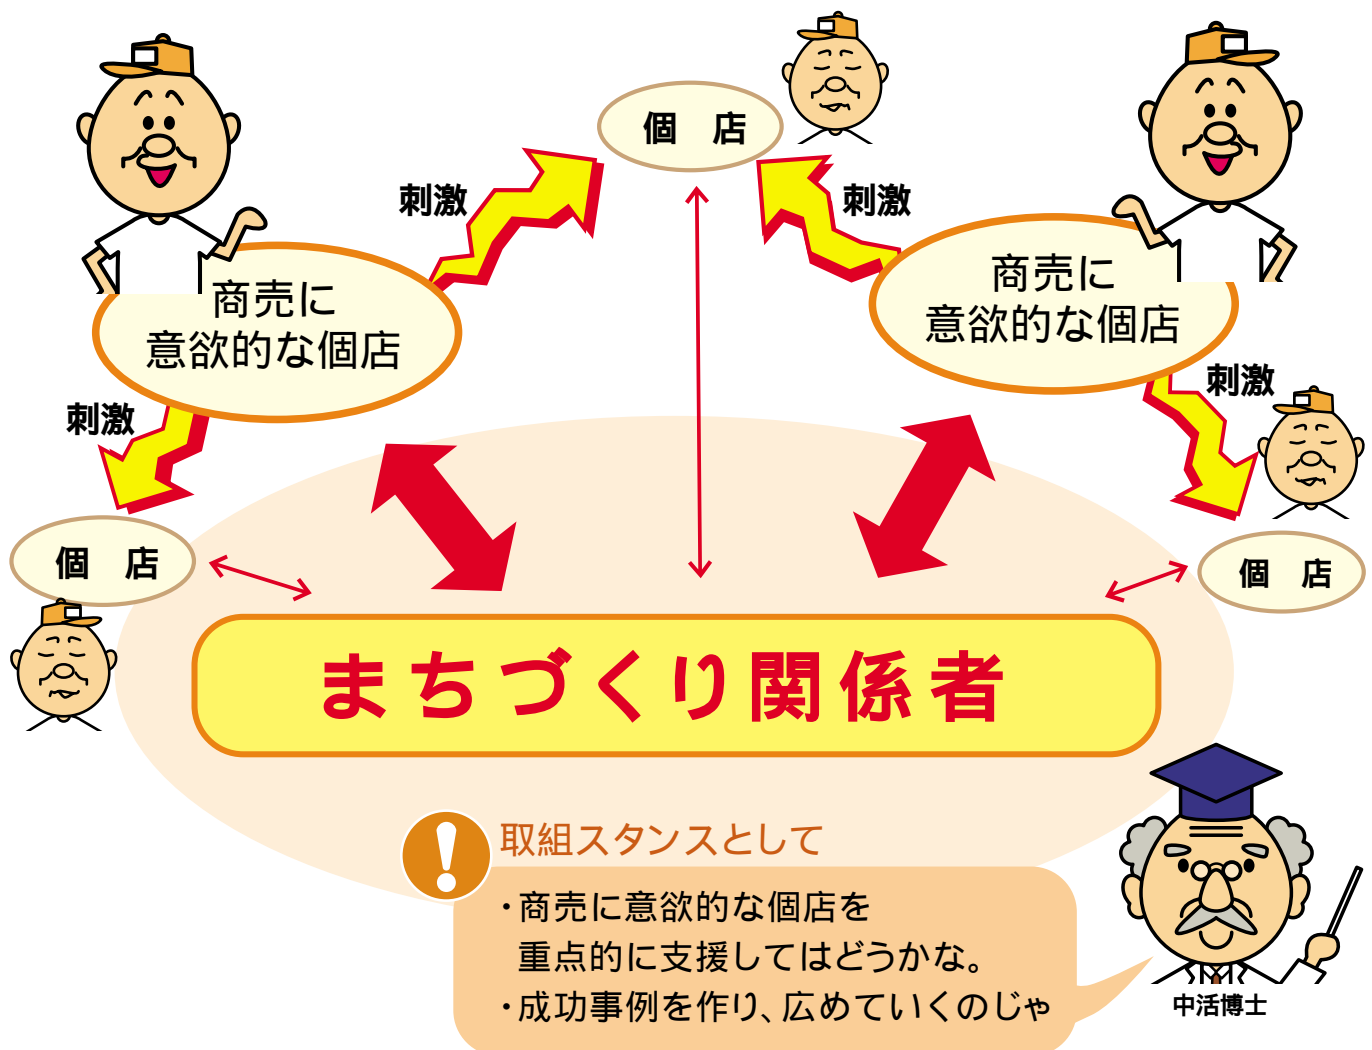 個　店
刺激
刺激
商売に
意欲的な個店
商売に
意欲的な個店
刺激
刺激
個　店
個　店
まちづくり関係者
取組スタンスとして
・商売に意欲的な個店を
重点的に支援してはどうかな。
・成功事例を作り、広めていくのじゃ
中活博士